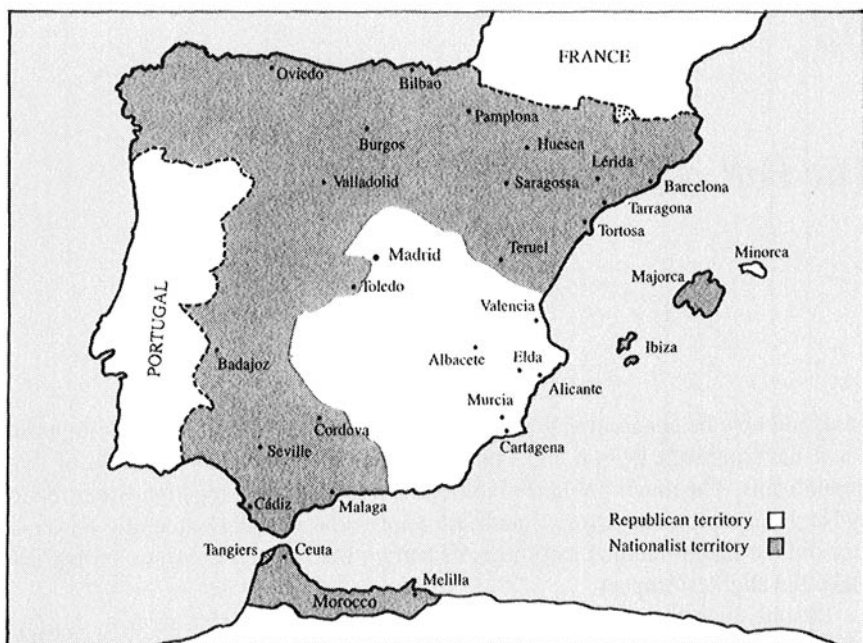 FRANCE
Oviedo
Bilbao
Pamplona
Burgos
Huesca
Lérida
Valladolid
Saragossa
Barcelona
Tarragona
Tortosa
Madrid
Teruel
Minorca
Majorca
Toledo
Valencia
PORTUGAL
Badajoz
Albacete
Elda
Ibiza
Alicante
Murcia
Cordova
Cartagena
Seville
Cádiz
Malaga
Republican territory
Nationalist territory
Tangiers
Ceuta
Melilla
Morocco